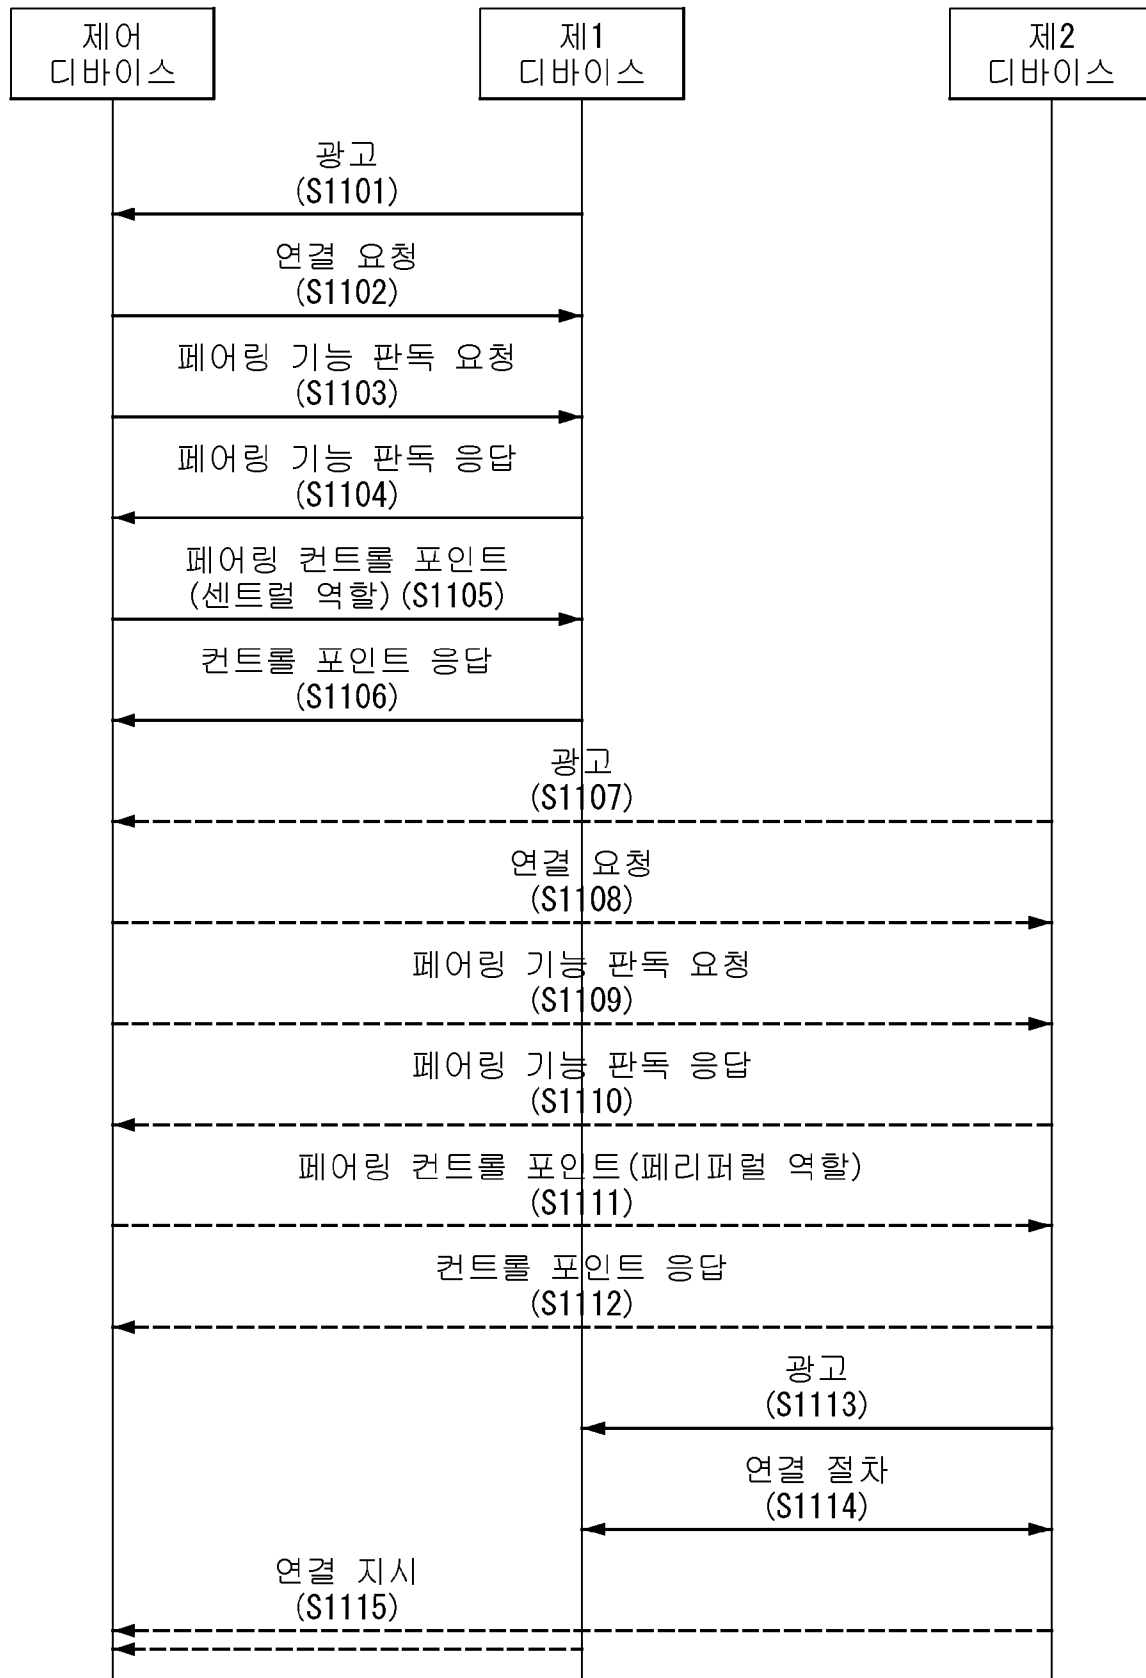 제어
디바이스
제1
디바이스
제2
디바이스
광고
(S1101)
연결 요청
(S1102)
페어링 기능 판독 요청
(S1103)
페어링 기능 판독 응답
(S1104)
페어링 컨트롤 포인트
(센트럴 역할)(S1105)
컨트롤 포인트 응답
(S1106)
광고
(S1107)
연결 요청
(S1108)
페어링 기능 판독 요청
(S1109)
페어링 기능 판독 응답
(S1110)
페어링 컨트롤 포인트(페리퍼럴 역할)
(S1111)
컨트롤 포인트 응답
(S1112)
광고
(S1113)
연결 절차
(S1114)
연결 지시
(S1115)